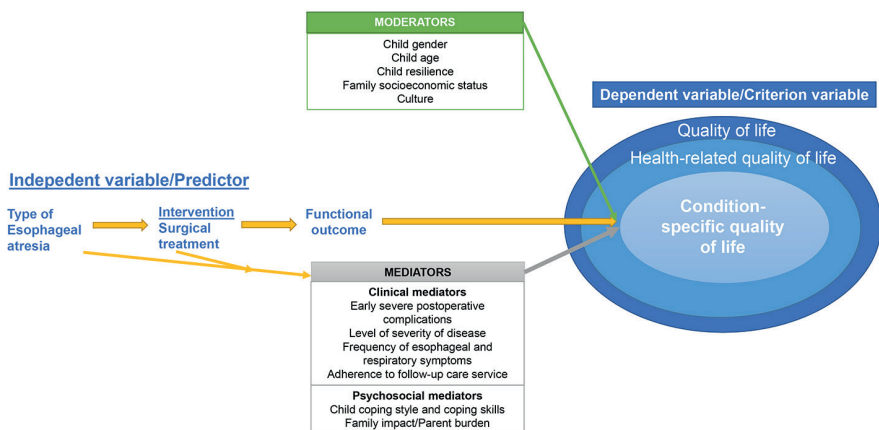 MODERATORS
Child gender
Child age
Child resilience
Family socioeconomic status
Culture
Dependent variable/Criterion variable
Quality of life
Health-related quality of life
Condition-
specific quality
of life
Indepedent variable/Predictor
Type of
Esophageal
atresia
Intervention
Surgical
treatment
Functional
outcome
MEDIATORS
Clinical mediators
Early severe postoperative
complications
Level of severity of disease
Frequency of esophageal and
respiratory symptoms
Adherence to follow-up care service
Psychosocial mediators
Child coping style and coping skills
Family impact/Parent burden